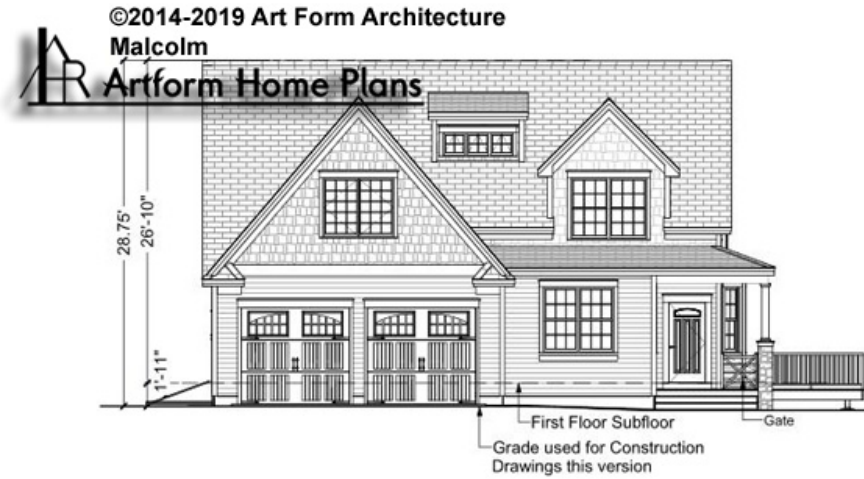 ©2014-2019 Art Form Architecture
Malcolm
AFR
Artform Home Plans
28.75'
26'-10"
1'-11"
First Floor Subfloor
Gate
Grade used for Construction
Drawings this version